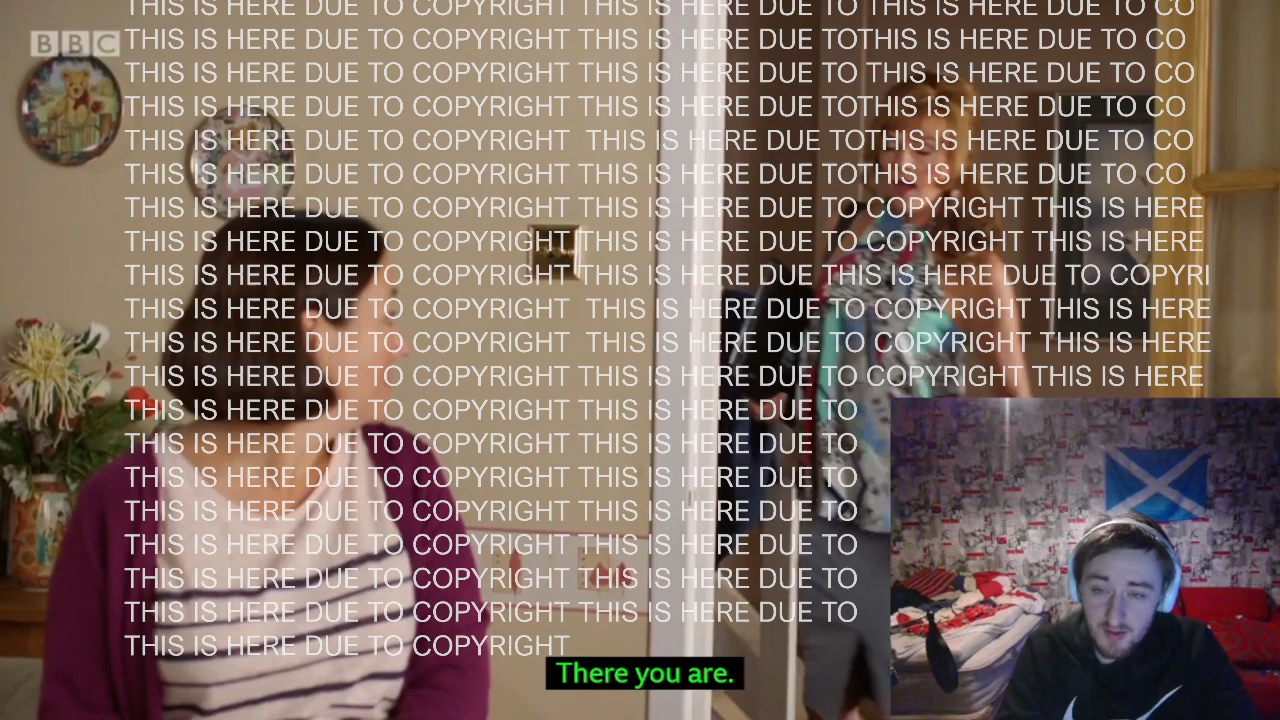 THIS IS HERE DUE TO COPYRIGHT THIS IS HERE DUE TO THIS IS HERE DUE TO CO
BBC
THIS IS HERE DUE TO COPYRIGHT THIS IS HERE DUE TOTHIS IS HERE DUE TO CO
THIS IS HERE DUE TO COPYRIGHT THIS IS HERE DUE TO THIS IS HERE DUE TO CO
THIS IS HERE DUE TO COPYRIGHT THIS IS HERE DUE TOTHIS IS HERE DUE TO CO
THIS IS HERE DUE TO COPYRIGHT  THIS IS HERE DUE TOTHIS IS HERE DUE TO CO
THIS IS HERE DUE TO COPYRIGHT THIS IS HERE DUE TOTHIS IS HERE DUE TO CO
THIS IS HERE DUE TO COPYRIGHT THIS IS HERE DUE TO COPYRIGHT THIS IS HERE
THIS IS HERE DUE TO COPYRIGHT THIS IS HERE DUE TO COPYRIGHT THIS IS HERE
THIS IS HERE DUE TO COPYRIGHT THIS IS HERE DUE THIS IS HERE DUE TO COPYRI
THIS IS HERE DUE TO COPYRIGHT  THIS IS HERE DUE TO COPYRIGHT THIS IS HERE
THIS IS HERE DUE TO COPYRIGHT  THIS IS HERE DUE TO COPYRIGHT THIS IS HERE
THIS IS HERE DUE TO COPYRIGHT THIS IS HERE DUE TO COPYRIGHT THIS IS HERE
THIS IS HERE DUE TO COPYRIGHT THIS IS HERE DUE TO
THIS IS HERE DUE TO COPYRIGHT THIS IS HERE DUE TO
THIS IS HERE DUE TO COPYRIGHT THIS IS HERE DUE TO
THIS IS HERE DUE TO COPYRIGHT THIS IS HERE DUE TO
THIS IS HERE DUE TO COPYRIGHT THIS IS HERE DUE TO
THIS IS HERE DUE TO COPYRIGHT THIS IS HERE DUE TO
THIS IS HERE DUE TO COPYRIGHT THIS IS HERE DUE TO
THIS IS HERE DUE TO COPYRIGHT
There you are.